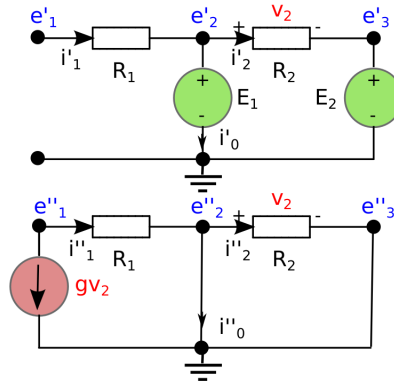 e'1 e'2 + v2 - e'3
i'1 R1 i'2 R2
+ E1 E2 +
- -
i'0
e''1 e''2 + v2 - e''3
i''1 R1 i''2 R2
gv2
i''0